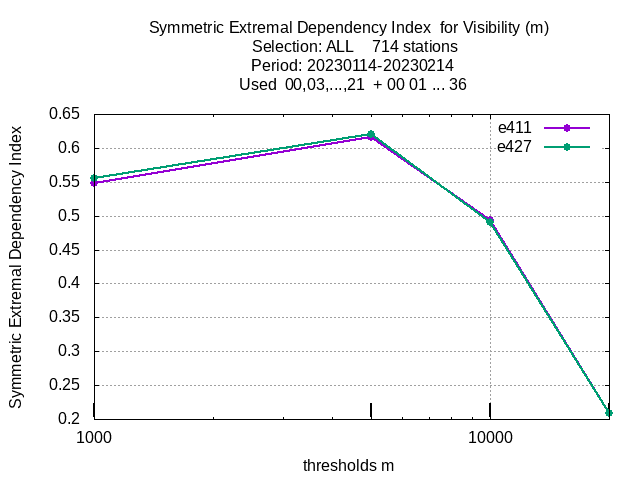 Symmetric Extremal Dependency Index  for Visibility (m)
Selection: ALL    714 stations
Period: 20230114-20230214
Used  00,03,...,21  + 00 01 ... 36
Symmetric Extremal Dependency Index
0.65
0.6
0.55
0.5
0.45
0.4
0.35
0.3
0.25
0.2
e411
e427
1000
10000
thresholds m